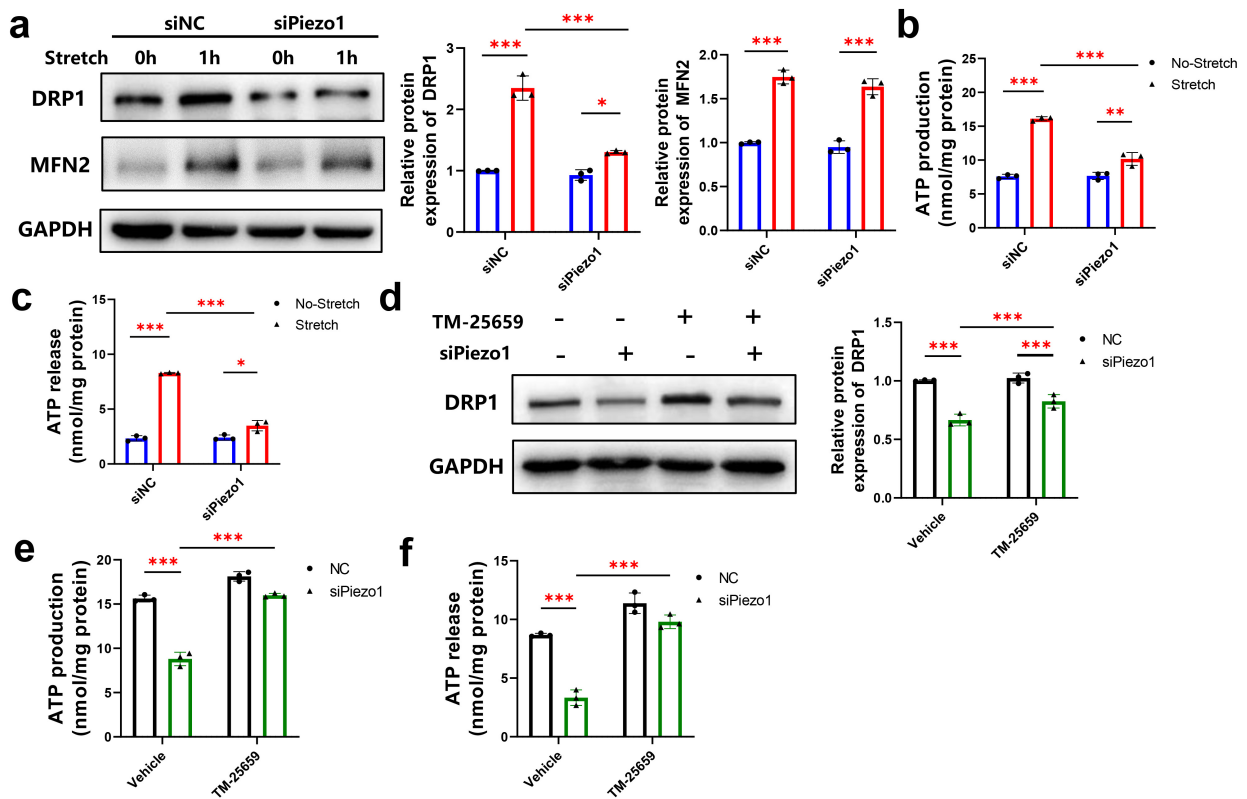 a
siNC siPiezo1
Stretch 0h 1h 0h 1h
DRP1
MFN2
GAPDH
Relative protein
expression of DRP1
3
2
1
0
***
***
*
siNC
siPiezo1
Relative protein
expression of MFN2
2.0
1.5
1.0
0.5
0.0
***
***
siNC
siPiezo1
b
ATP production
(nmol/mg protein)
25
20
15
10
5
0
***
***
**
siNC
siPiezo1
No-Stretch
Stretch
c
ATP release
(nmol/mg protein)
15
10
5
0
***
***
*
siNC
siPiezo1
No-Stretch
Stretch
d
TM-25659 - - + +
siPiezo1 - + - +
DRP1
GAPDH
Relative protein
expression of DRP1
1.5
1.0
0.5
0.0
***
***
***
Vehicle
TM-25659
NC
siPiezo1
e
ATP production
(nmol/mg protein)
20
15
10
5
0
***
***
Vehicle
TM-25659
NC
siPiezo1
f
ATP release
(nmol/mg protein)
15
10
5
0
***
***
Vehicle
TM-25659
NC
siPiezo1